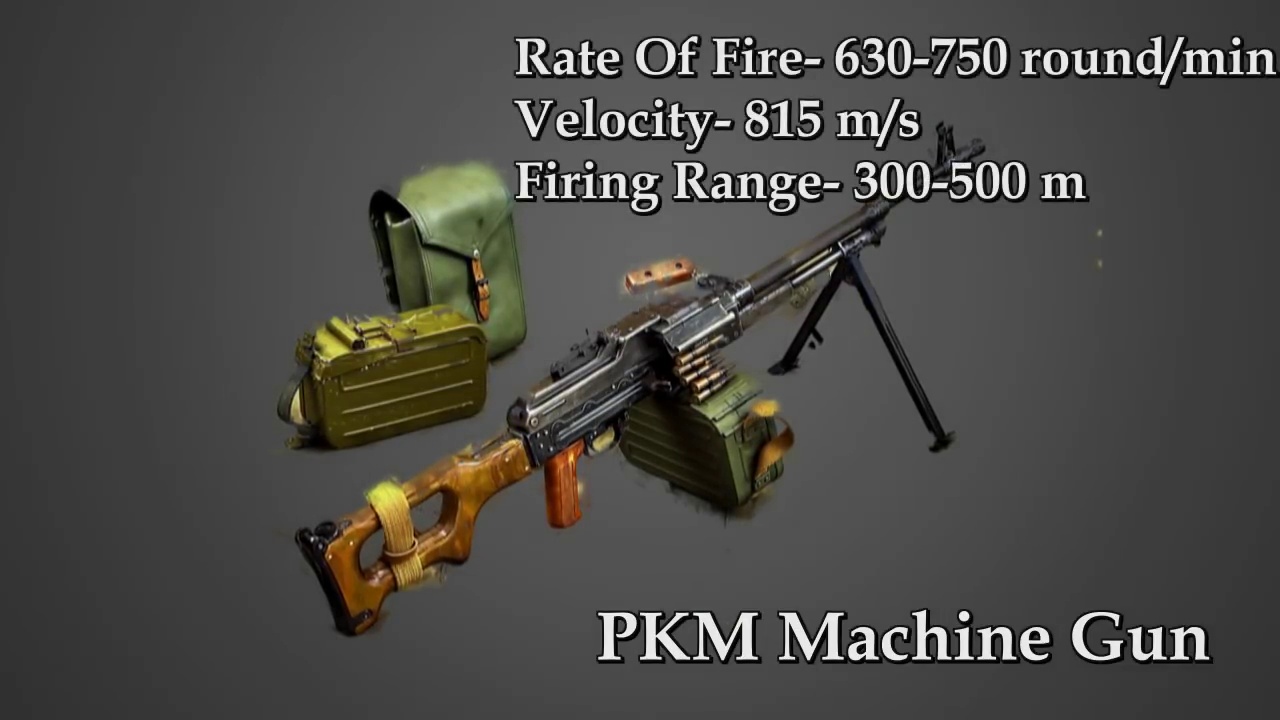 Rate Of Fire- 630-750 round/min
Velocity- 815 m/s
Firing Range- 300-500 m
PKM Machine Gun